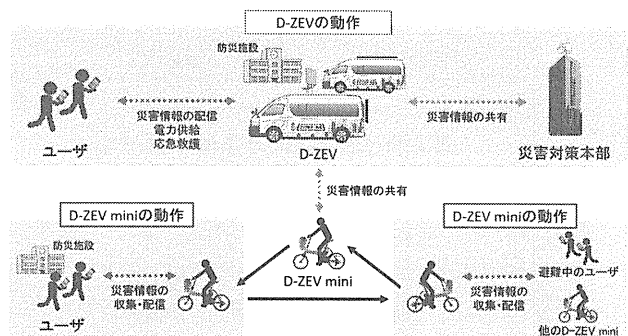 D-ZEVの動作
防災施設
災害情報の配信
電力供給
応急救護
災害情報の共有
ユーザ
D-ZEV
災害対策本部
災害情報の共有
D-ZEV miniの動作
D-ZEV miniの動作
防災施設
災害情報の
収集・配信
ユーザ
D-ZEV mini
避難中のユーザ
災害情報の
収集・配信
他のD-ZEV mini